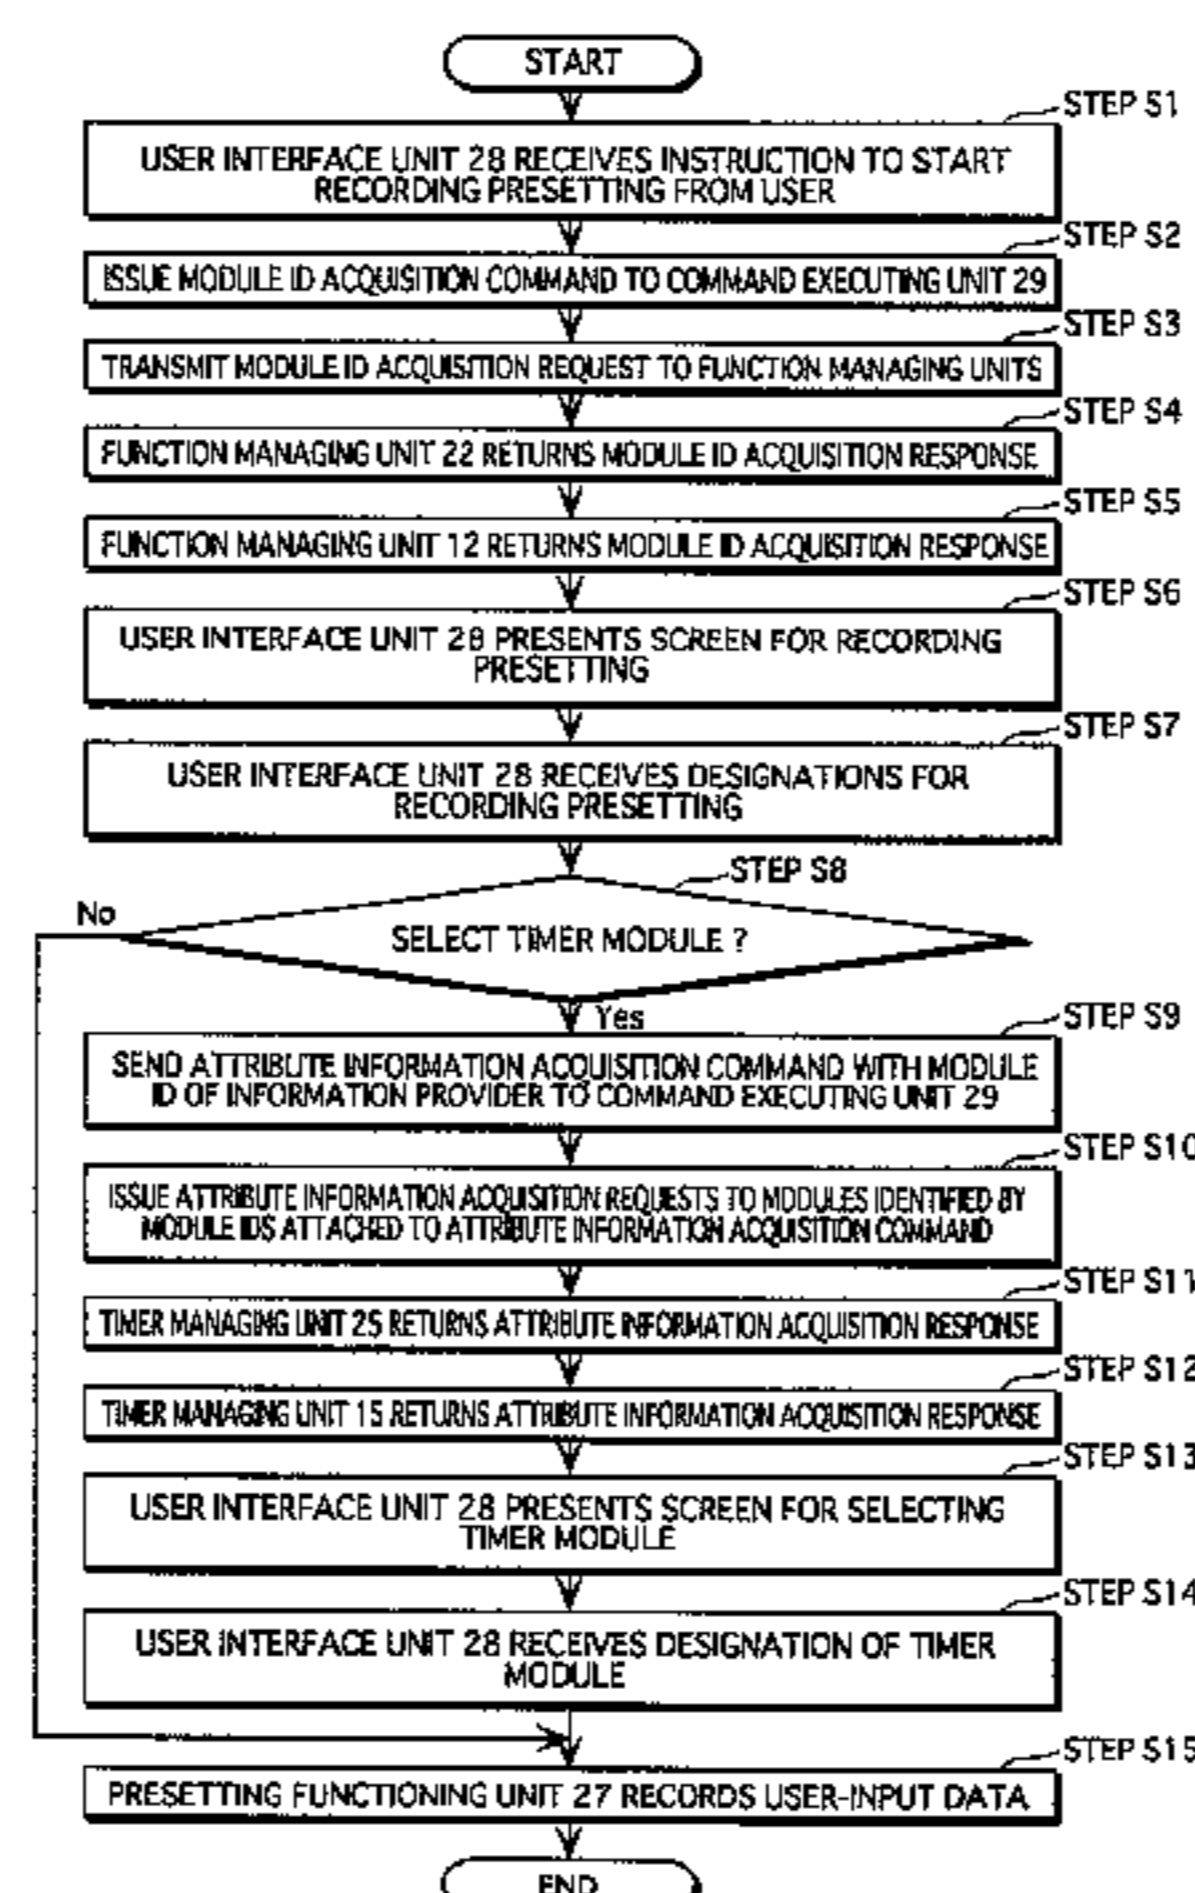 START
STEP S1
USER INTERFACE UNIT 28 RECEIVES INSTRUCTION TO START
RECORDING PRESETTING FROM USER
STEP S2
ISSUE MODULE ID ACQUISITION COMMAND TO COMMAND EXECUTING UNIT 29
STEP S3
TRANSMIT MODULE ID ACQUISITION REQUEST TO FUNCTION MANAGING UNITS
STEP S4
FUNCTION MANAGING UNIT 22 RETURNS MODULE ID ACQUISITION RESPONSE
STEP S5
FUNCTION MANAGING UNIT 12 RETURNS MODULE ID ACQUISITION RESPONSE
STEP S6
USER INTERFACE UNIT 28 PRESENTS SCREEN FOR RECORDING
PRESETTING
STEP S7
USER INTERFACE UNIT 28 RECEIVES DESIGNATIONS FOR
RECORDING PRESETTING
STEP S8
No
SELECT TIMER MODULE ?
Yes
STEP S9
SEND ATTRIBUTE INFORMATION ACQUISITION COMMAND WITH MODULE
ID OF INFORMATION PROVIDER TO COMMAND EXECUTING UNIT 29
STEP S10
ISSUE ATTRIBUTE INFORMATION ACQUISITION REQUESTS TO MODULES IDENTIFIED BY
MODULE IDS ATTACHED TO ATTRIBUTE INFORMATION ACQUISITION COMMAND
STEP S11
TIMER MANAGING UNIT 25 RETURNS ATTRIBUTE INFORMATION ACQUISITION RESPONSE
STEP S12
TIMER MANAGING UNIT 15 RETURNS ATTRIBUTE INFORMATION ACQUISITION RESPONSE
STEP S13
USER INTERFACE UNIT 28 PRESENTS SCREEN FOR SELECTING
TIMER MODULE
STEP S14
USER INTERFACE UNIT 28 RECEIVES DESIGNATION OF TIMER
MODULE
STEP S15
PRESETTING FUNCTIONING UNIT 27 RECORDS USER-INPUT DATA
END